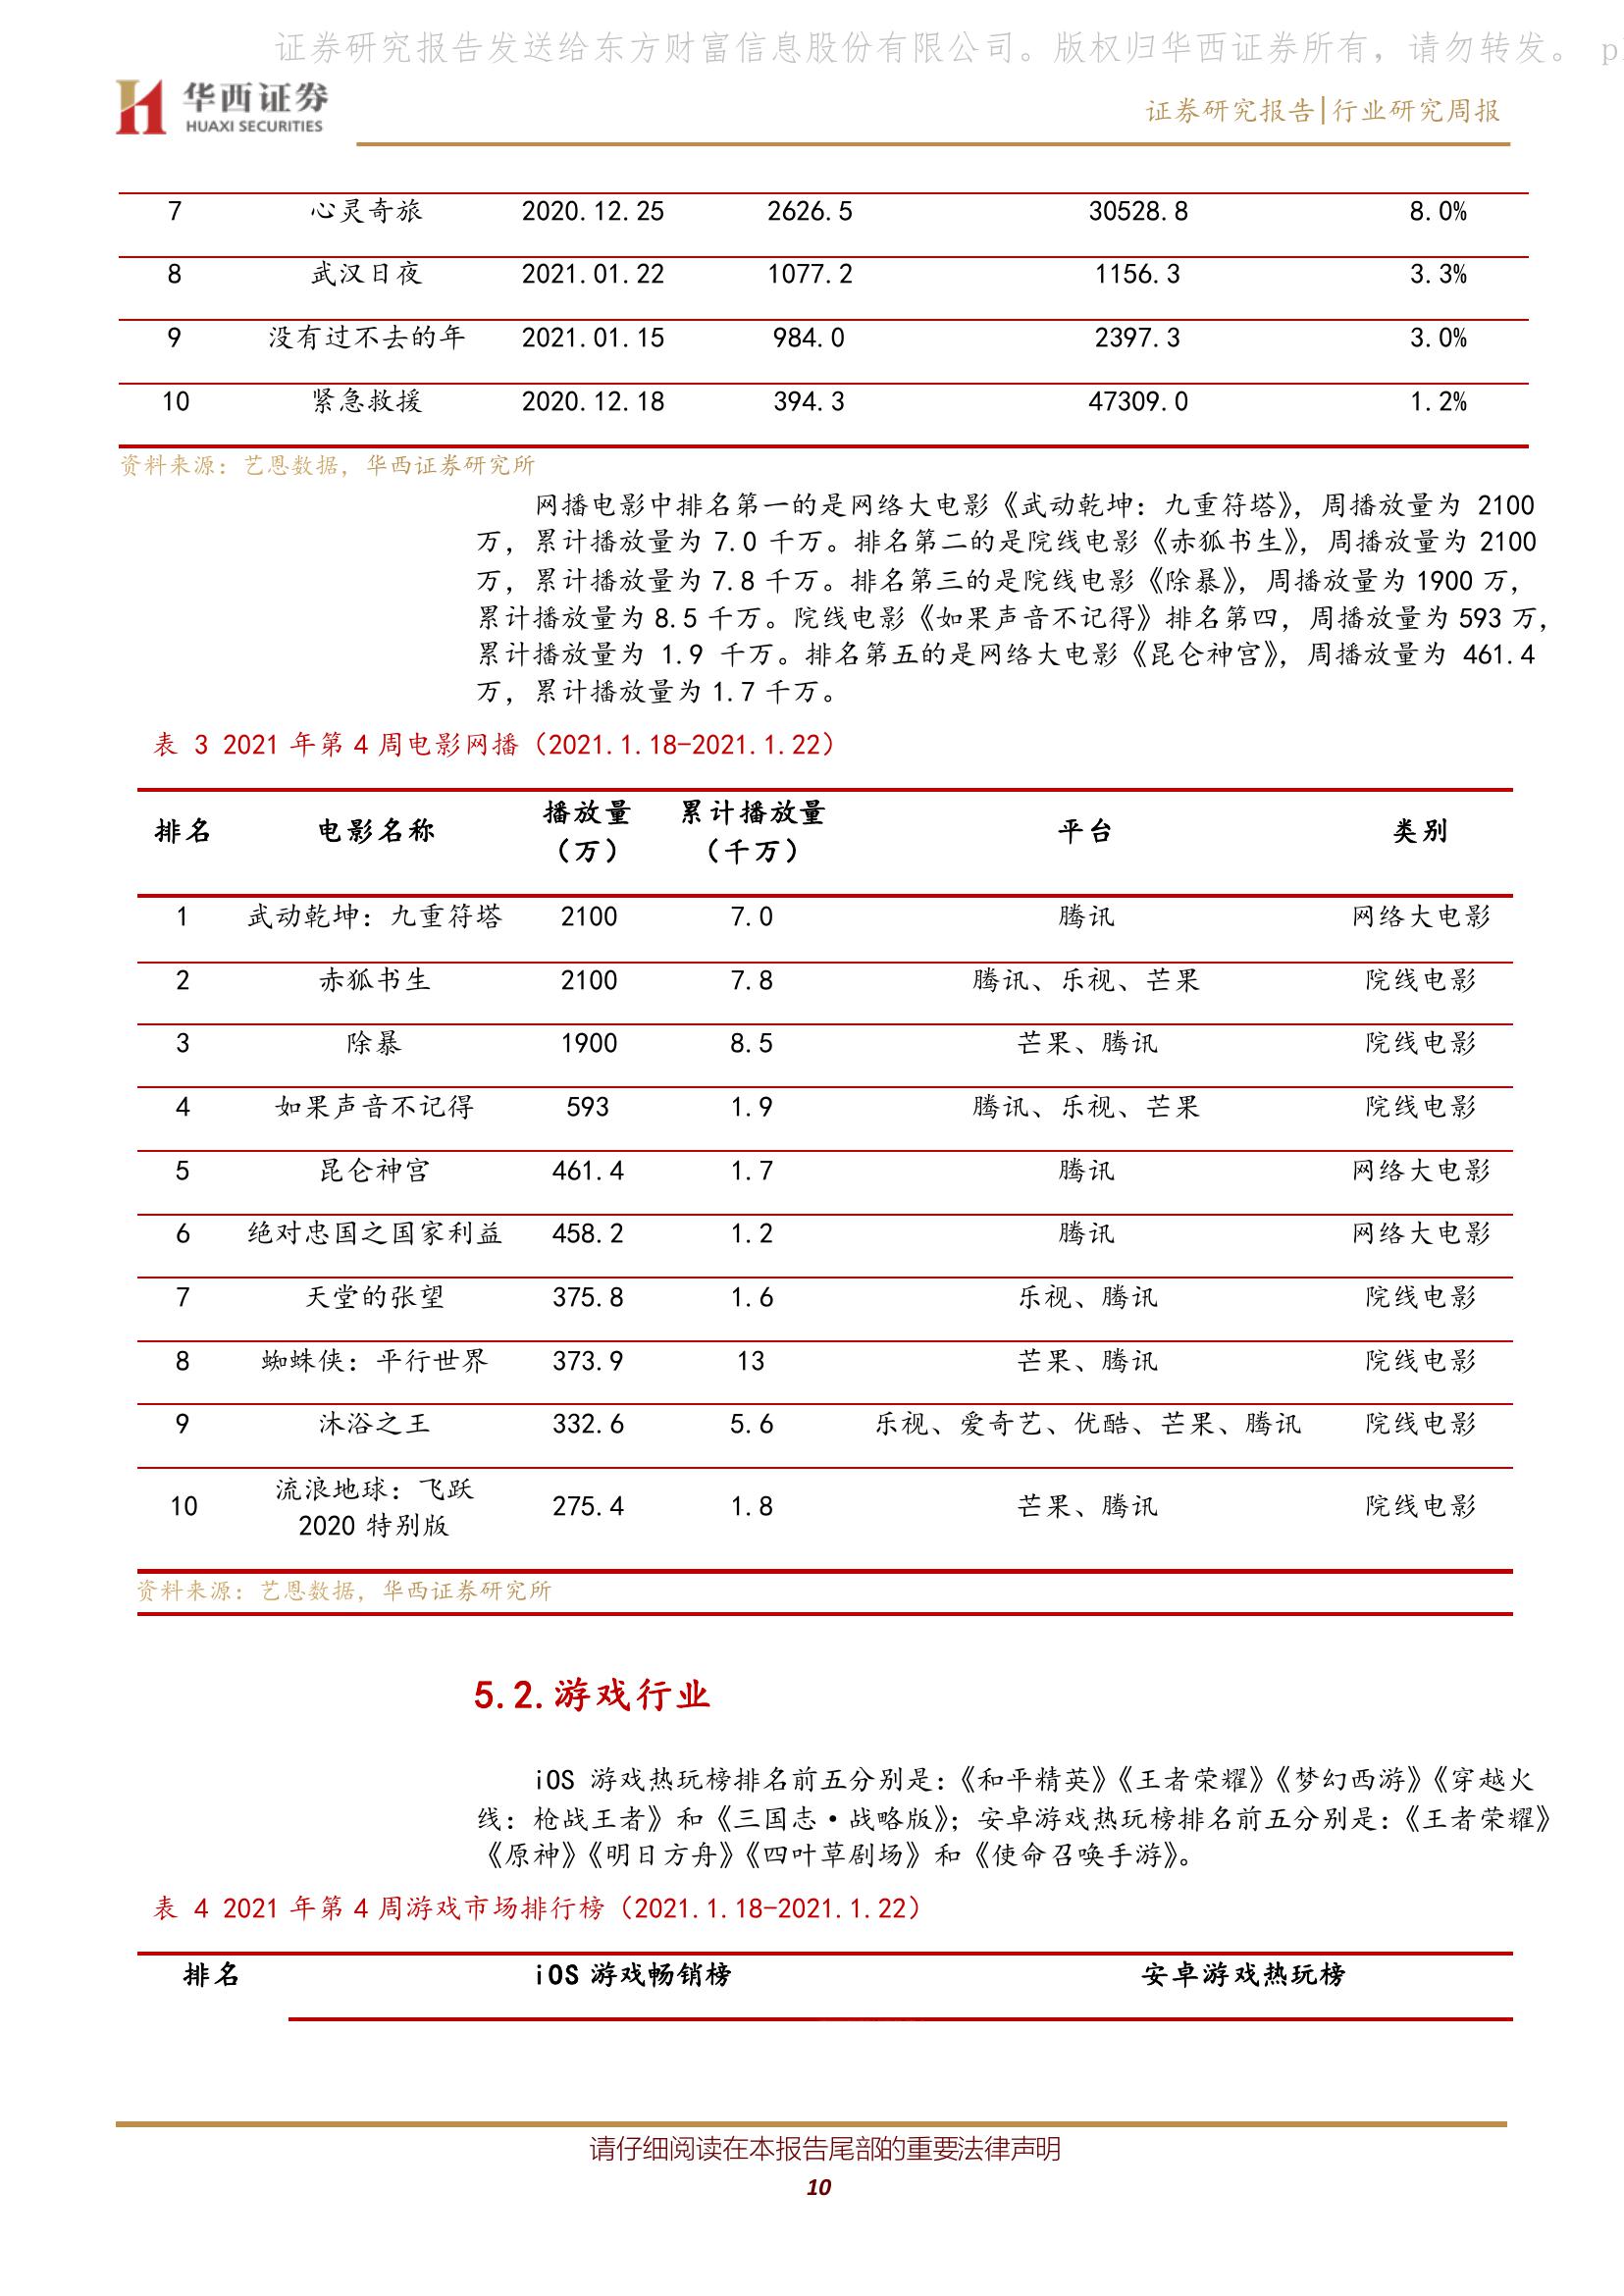 证券研究报告发送给东方财富信息股份有限公司。版权归华西证券所有，请勿转发。 p
华西证券
HUAXI SECURITIES
证券研究报告|行业研究周报
7 心灵奇旅 2020.12.25 2626.5 30528.8 8.0%
8 武汉日夜 2021.01.22 1077.2 1156.3 3.3%
9 没有过不去的年 2021.01.15 984.0 2397.3 3.0%
10 紧急救援 2020.12.18 394.3 47309.0 1.2%
资料来源：艺恩数据，华西证券研究所
网播电影中排名第一的是网络大电影《武动乾坤：九重符塔》，周播放量为 2100
万，累计播放量为 7.0 千万。排名第二的是院线电影《赤狐书生》，周播放量为 2100
万，累计播放量为 7.8 千万。排名第三的是院线电影《除暴》，周播放量为 1900 万，
累计播放量为 8.5 千万。院线电影《如果声音不记得》排名第四，周播放量为 593 万，
累计播放量为 1.9 千万。排名第五的是网络大电影《昆仑神宫》，周播放量为 461.4
万，累计播放量为 1.7 千万。
表 3 2021 年第 4 周电影网播（2021.1.18-2021.1.22）
排名 电影名称 播放量（万） 累计播放量（千万） 平台 类别
1 武动乾坤：九重符塔 2100 7.0 腾讯 网络大电影
2 赤狐书生 2100 7.8 腾讯、乐视、芒果 院线电影
3 除暴 1900 8.5 芒果、腾讯 院线电影
4 如果声音不记得 593 1.9 腾讯、乐视、芒果 院线电影
5 昆仑神宫 461.4 1.7 腾讯 网络大电影
6 绝对忠国之国家利益 458.2 1.2 腾讯 网络大电影
7 天堂的张望 375.8 1.6 乐视、腾讯 院线电影
8 蜘蛛侠：平行世界 373.9 13 芒果、腾讯 院线电影
9 沐浴之王 332.6 5.6 乐视、爱奇艺、优酷、芒果、腾讯 院线电影
10 流浪地球：飞跃 2020 特别版 275.4 1.8 芒果、腾讯 院线电影
资料来源：艺恩数据，华西证券研究所
5.2.游戏行业
iOS 游戏热玩榜排名前五分别是：《和平精英》《王者荣耀》《梦幻西游》《穿越火
线：枪战王者》和《三国志·战略版》；安卓游戏热玩榜排名前五分别是：《王者荣耀》
《原神》《明日方舟》《四叶草剧场》和《使命召唤手游》。
表 4 2021 年第 4 周游戏市场排行榜（2021.1.18-2021.1.22）
排名 iOS 游戏畅销榜 安卓游戏热玩榜
请仔细阅读在本报告尾部的重要法律声明
10